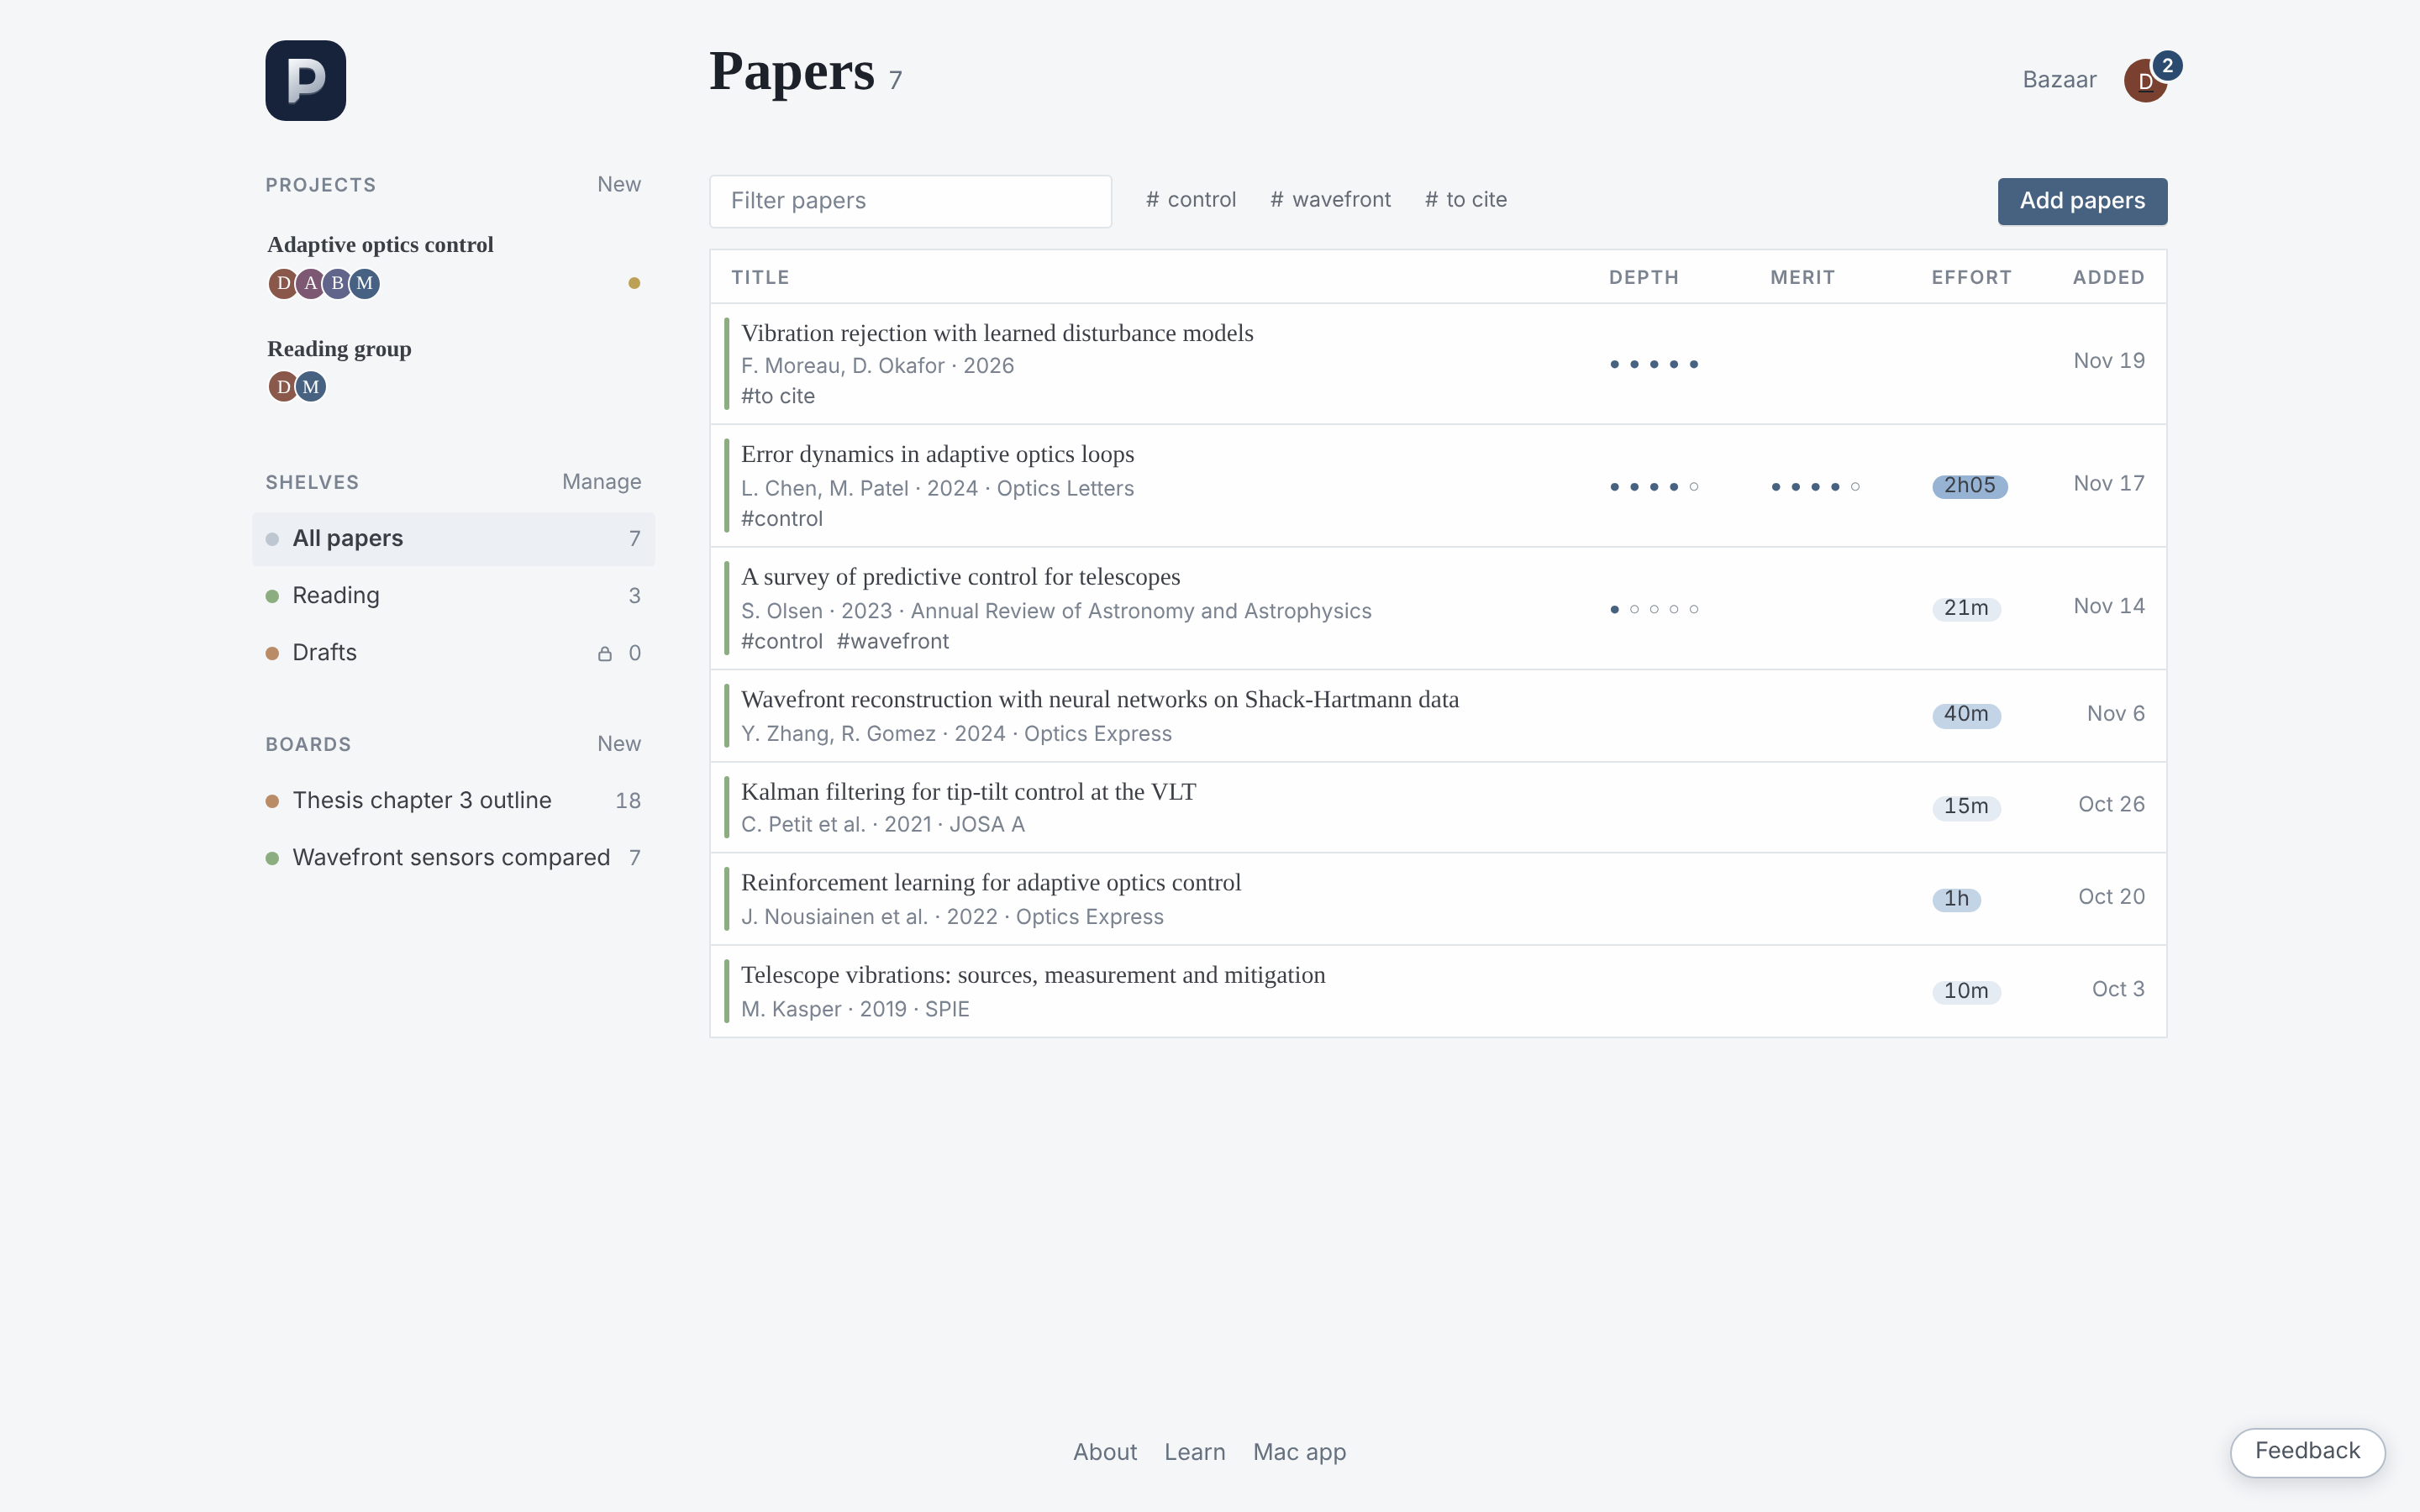 P
Papers 7
Bazaar
D
2
PROJECTS New
Adaptive optics control
D A B M
Reading group
D M
SHELVES Manage
All papers 7
Reading 3
Drafts 0
BOARDS New
Thesis chapter 3 outline 18
Wavefront sensors compared 7
Filter papers
# control # wavefront # to cite
Add papers
TITLE DEPTH MERIT EFFORT ADDED
Vibration rejection with learned disturbance models
F. Moreau, D. Okafor · 2026
#to cite
Nov 19
Error dynamics in adaptive optics loops
L. Chen, M. Patel · 2024 · Optics Letters
#control
2h05
Nov 17
A survey of predictive control for telescopes
S. Olsen · 2023 · Annual Review of Astronomy and Astrophysics
#control #wavefront
21m
Nov 14
Wavefront reconstruction with neural networks on Shack-Hartmann data
Y. Zhang, R. Gomez · 2024 · Optics Express
40m
Nov 6
Kalman filtering for tip-tilt control at the VLT
C. Petit et al. · 2021 · JOSA A
15m
Oct 26
Reinforcement learning for adaptive optics control
J. Nousiainen et al. · 2022 · Optics Express
1h
Oct 20
Telescope vibrations: sources, measurement and mitigation
M. Kasper · 2019 · SPIE
10m
Oct 3
About Learn Mac app
Feedback